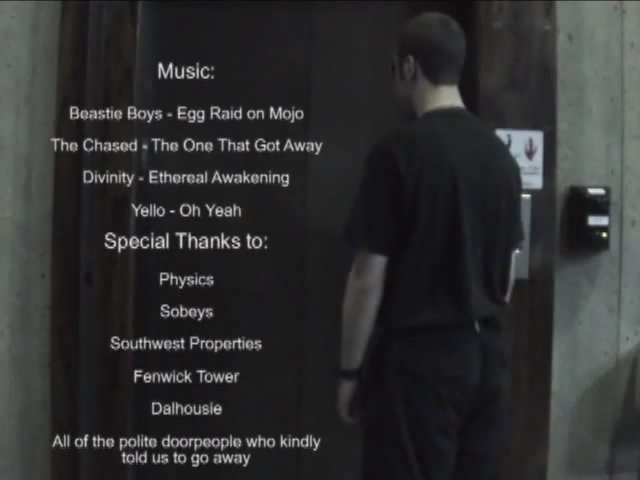 Music:
Beastie Boys - Egg Raid on Mojo
The Chased - The One That Got Away
Divinity - Ethereal Awakening
Yello - Oh Yeah
Special Thanks to:
Physics
Sobeys
Southwest Properties
Fenwick Tower
Dalhousie
All of the polite doorpeople who kindly
told us to go away